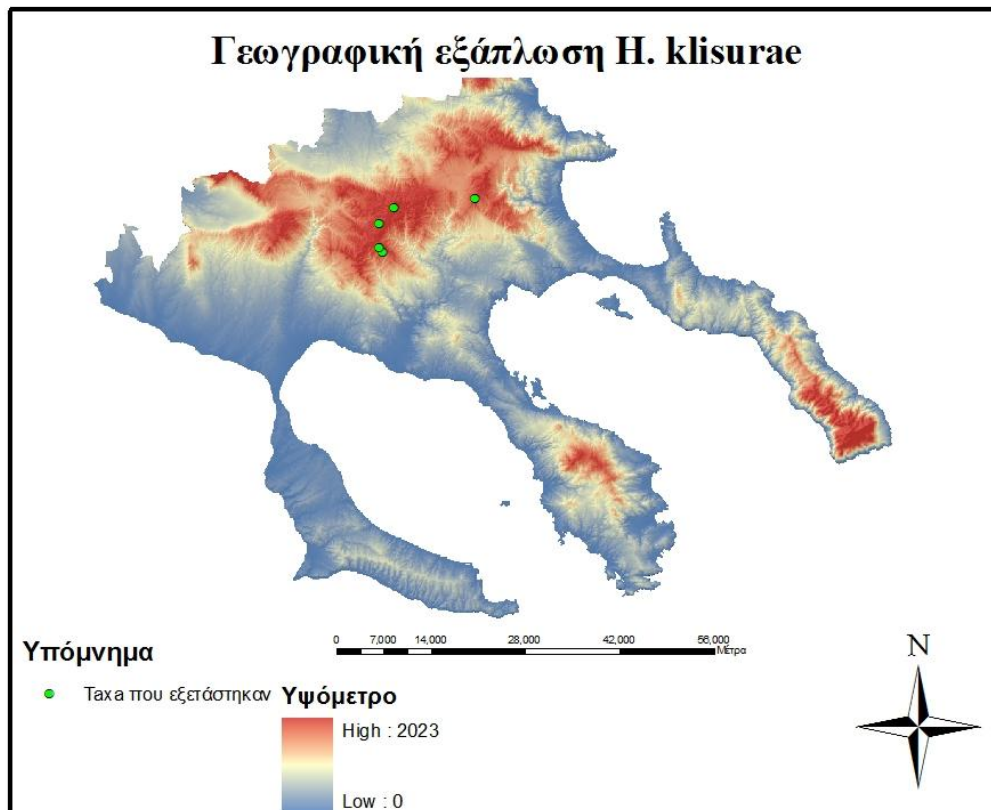 Γεωγραφική εξάπλωση H. klisurae
Υπόμνημα
Taxa που εξετάστηκαν
Υψόμετρο
High : 2023
Low : 0
0 7,000 14,000 28,000 42,000 56,000
Μέτρα
N